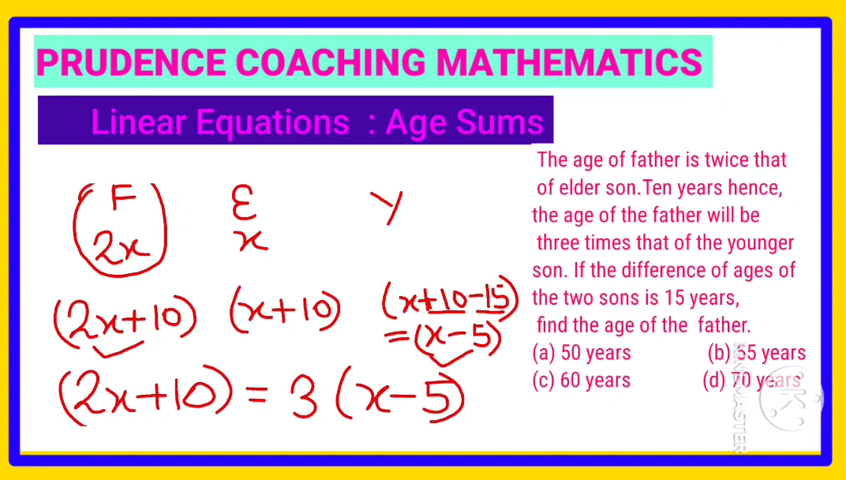 PRUDENCE COACHING MATHEMATICS
Linear Equations : Age Sums
F E Y
2x x
(2x+10) (x+10) (x+10-15)
=(x-5)
(2x+10) = 3 (x-5)
The age of father is twice that
of elder son.Ten years hence,
the age of the father will be
three times that of the younger
son. If the difference of ages of
the two sons is 15 years,
find the age of the father.
(a) 50 years (b) 55 years
(c) 60 years (d) 70 years
KINEMASTER